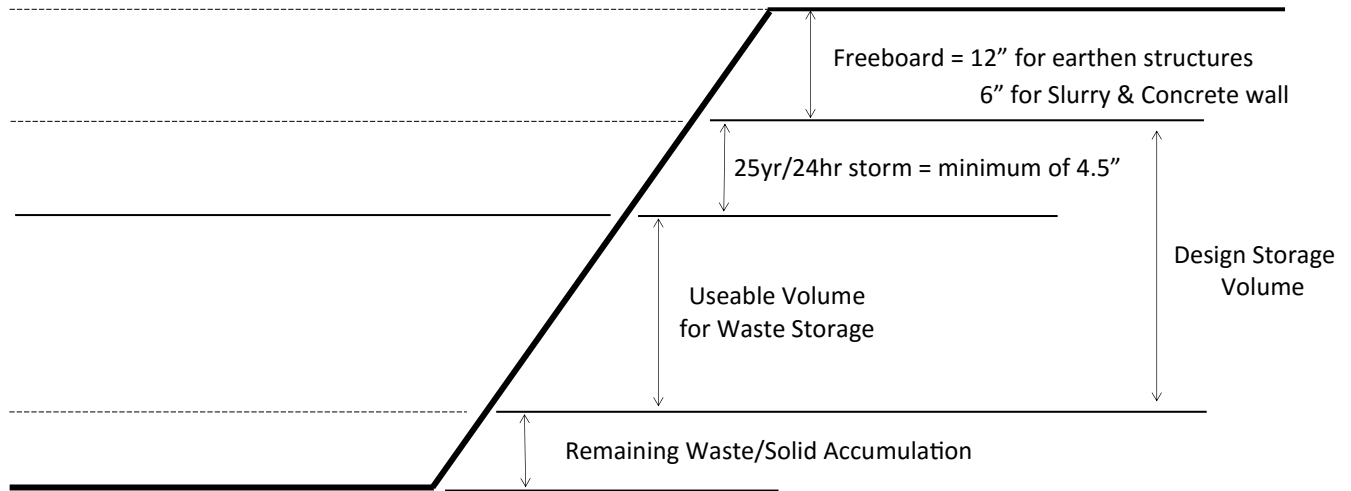 Freeboard = 12” for earthen structures
6” for Slurry & Concrete wall
25yr/24hr storm = minimum of 4.5”
Design Storage
Volume
Useable Volume
for Waste Storage
Remaining Waste/Solid Accumulation